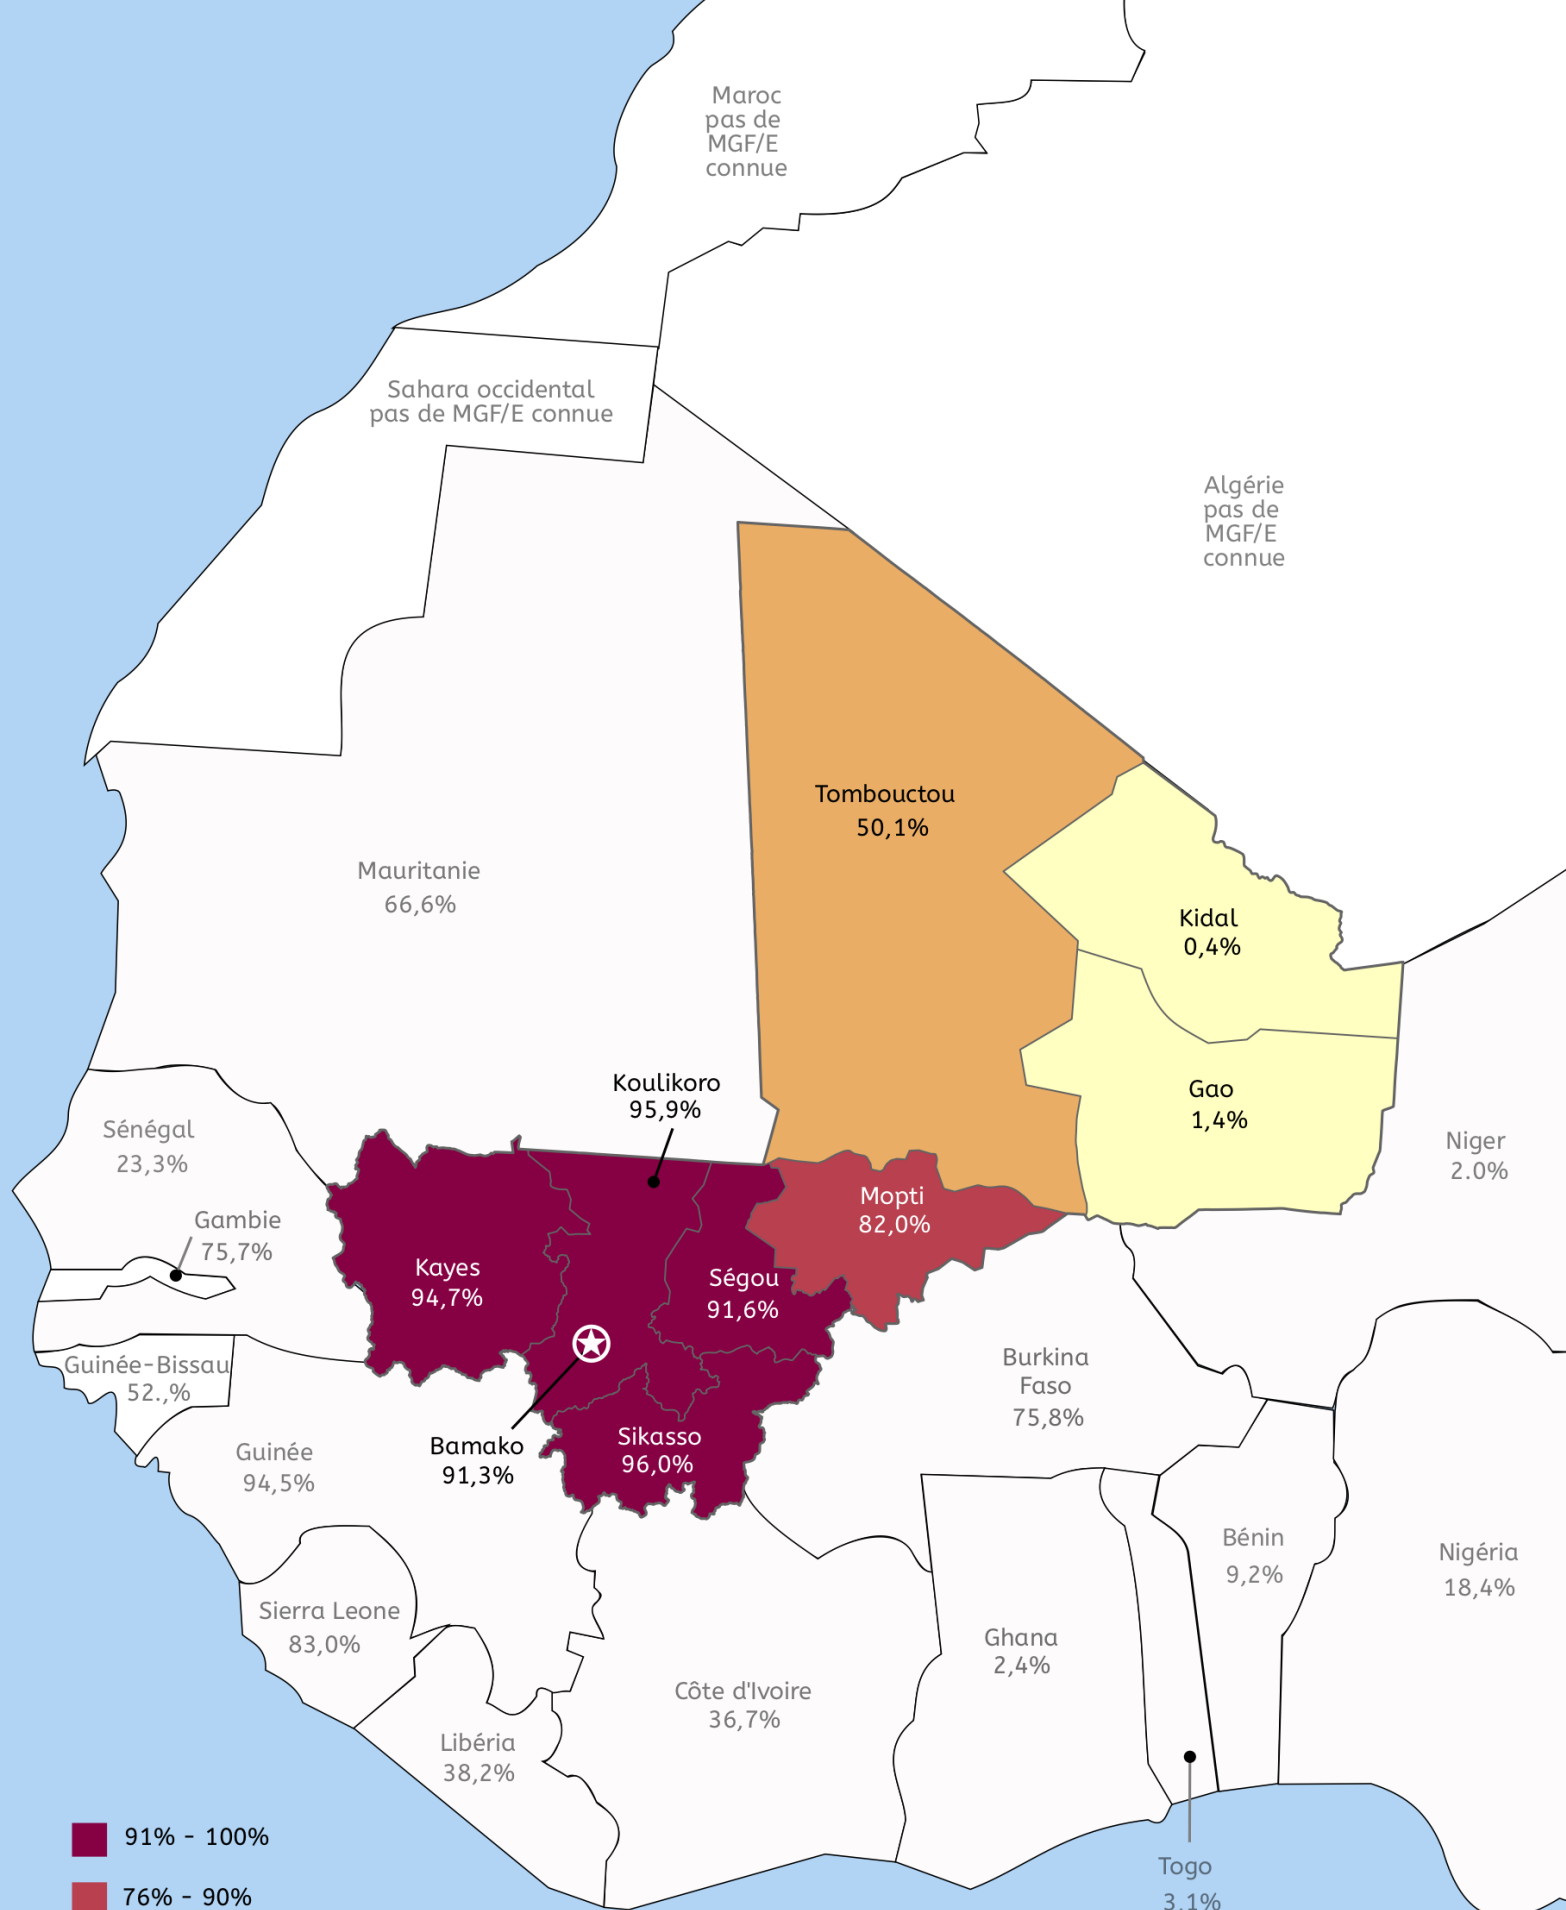 Maroc
pas de
MGF/E
connue
Sahara occidental
pas de MGF/E connue
Algérie
pas de
MGF/E
connue
Tombouctou
50,1%
Mauritanie
66,6%
Kidal
0,4%
Koulikoro
95,9%
Gao
1,4%
Sénégal
23,3%
Niger
2.0%
Mopti
82,0%
Gambie
75,7%
Kayes
94,7%
Ségou
91,6%
Guinée-Bissau
52.,%
Burkina
Faso
75,8%
Bamako
91,3%
Sikasso
96,0%
Guinée
94,5%
Bénin
9,2%
Nigéria
18,4%
Sierra Leone
83,0%
Ghana
2,4%
Côte d'Ivoire
36,7%
Libéria
38,2%
91% - 100%
76% - 90%
Togo
3,1%